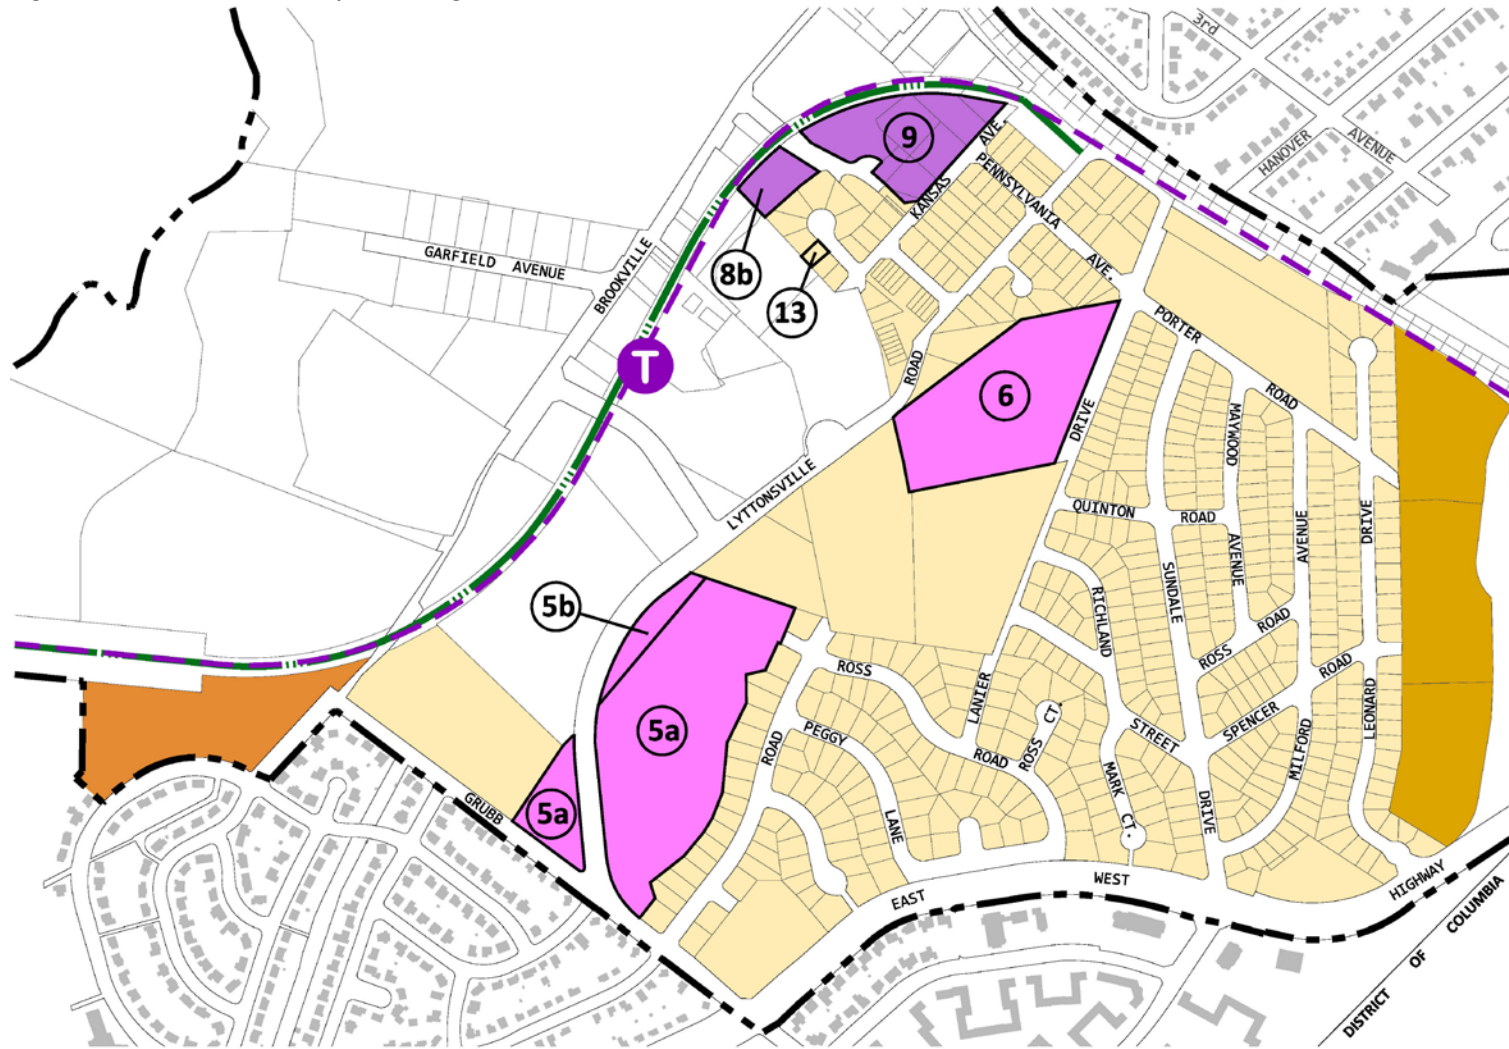 3rd
HANOVER
AVENUE
9
AVE.
KANSAS
PENNSYLVANIA
AVE.
8b
13
GARFIELD AVENUE
BROOKVILLE
T
PORTER
ROAD
ROAD
6
DRIVE
MAYWOOD
AVENUE
LYTTONSVILLE
QUINTON
ROAD
AVENUE
DRIVE
SUNDALE
RICHLAND
5b
5a
ROSS
ROAD
ROSS
ROAD
LANIER
ROSS CT.
STREET
SPENCER
LEONARD
MILFORD
PEGGY
LANE
ROAD
ROAD
MARK CT.
DRIVE
5a
GRUBB
EAST
WEST
HIGHWAY
DISTRICT OF COLUMBIA